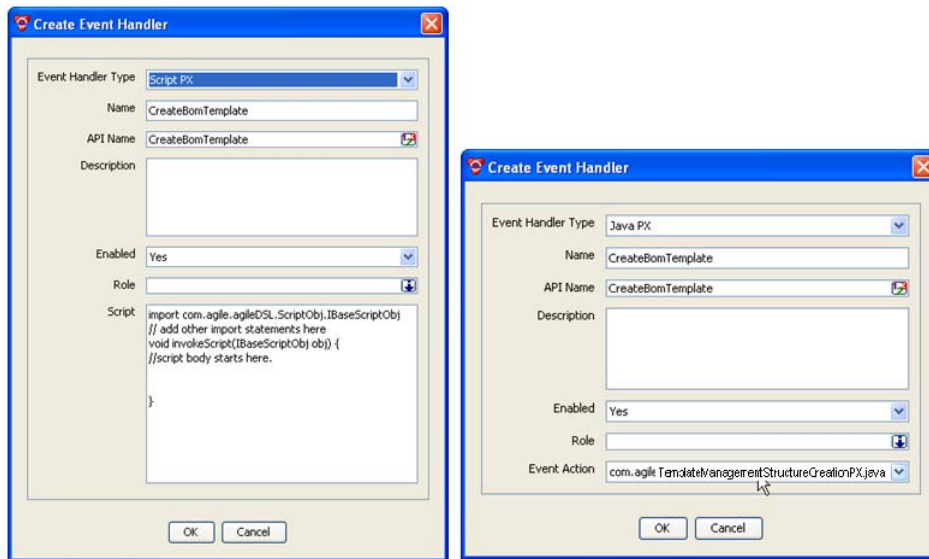 Create Event Handler
Event Handler Type Script PX
Name CreateBomTemplate
API Name CreateBomTemplate
Description
Enabled Yes
Role
Script import com.agile.agileDSL.ScriptObj.IBaseScriptObj
// add other import statements here
void invokeScript(IBaseScriptObj obj) {
//script body starts here.
}
OK Cancel
Create Event Handler
Event Handler Type Java PX
Name CreateBomTemplate
API Name CreateBomTemplate
Description
Enabled Yes
Role
Event Action com.agile TemplateManagementStructureCreationPX.java
OK Cancel